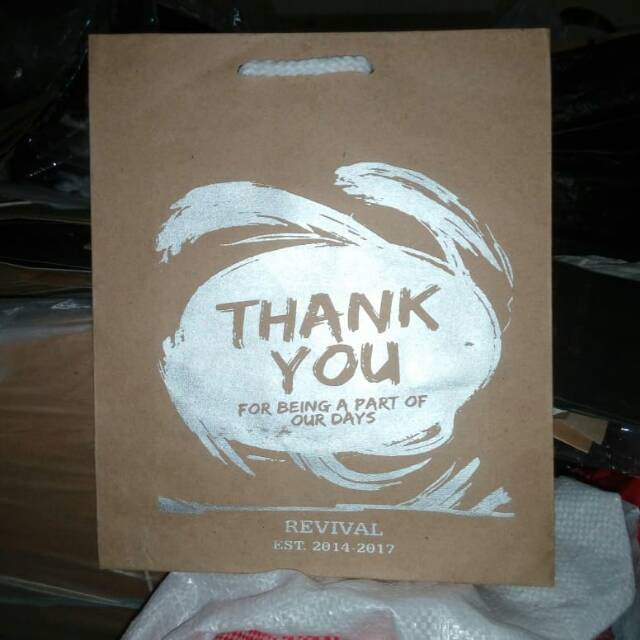 THANK
YOU
FOR BEING A PART OF
OUR DAYS
REVIVAL
EST. 2014-2017